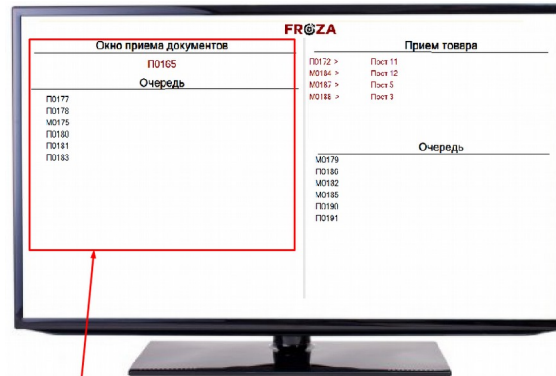 FROZA
Окно приема документов
П0165
Очередь
П0177
П0178
М0175
П0180
П0181
П0183
Прием товара
П0172 > Пост 11
М0184 > Пост 12
М0187 > Пост 5
М0188 > Пост 3
Очередь
М0179
П0186
М0182
М0185
П0190
П0191